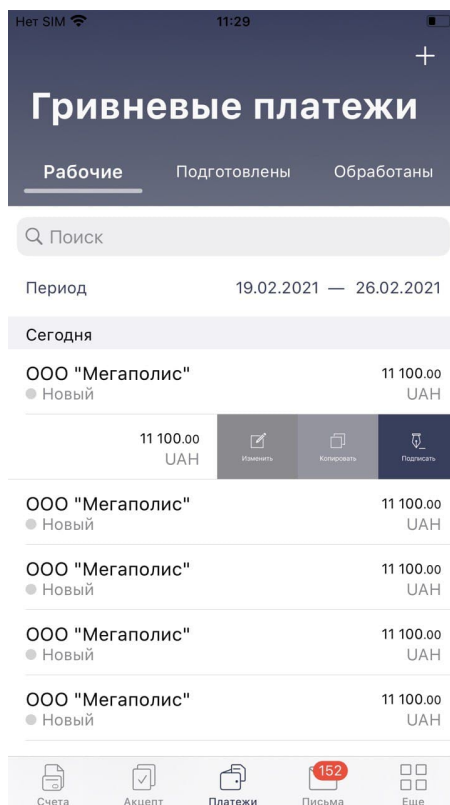 Нет SIM 11:29
Гривневые платежи
Рабочие Подготовлены Обработаны
Поиск
Период 19.02.2021 — 26.02.2021
Сегодня
ООО "Мегаполис" 11 100.00
Новый UAH
11 100.00
UAH Изменить Копировать Подписать
ООО "Мегаполис" 11 100.00
Новый UAH
ООО "Мегаполис" 11 100.00
Новый UAH
ООО "Мегаполис" 11 100.00
Новый UAH
ООО "Мегаполис" 11 100.00
Новый UAH
152
Счета Акцепт Платежи Письма Еще